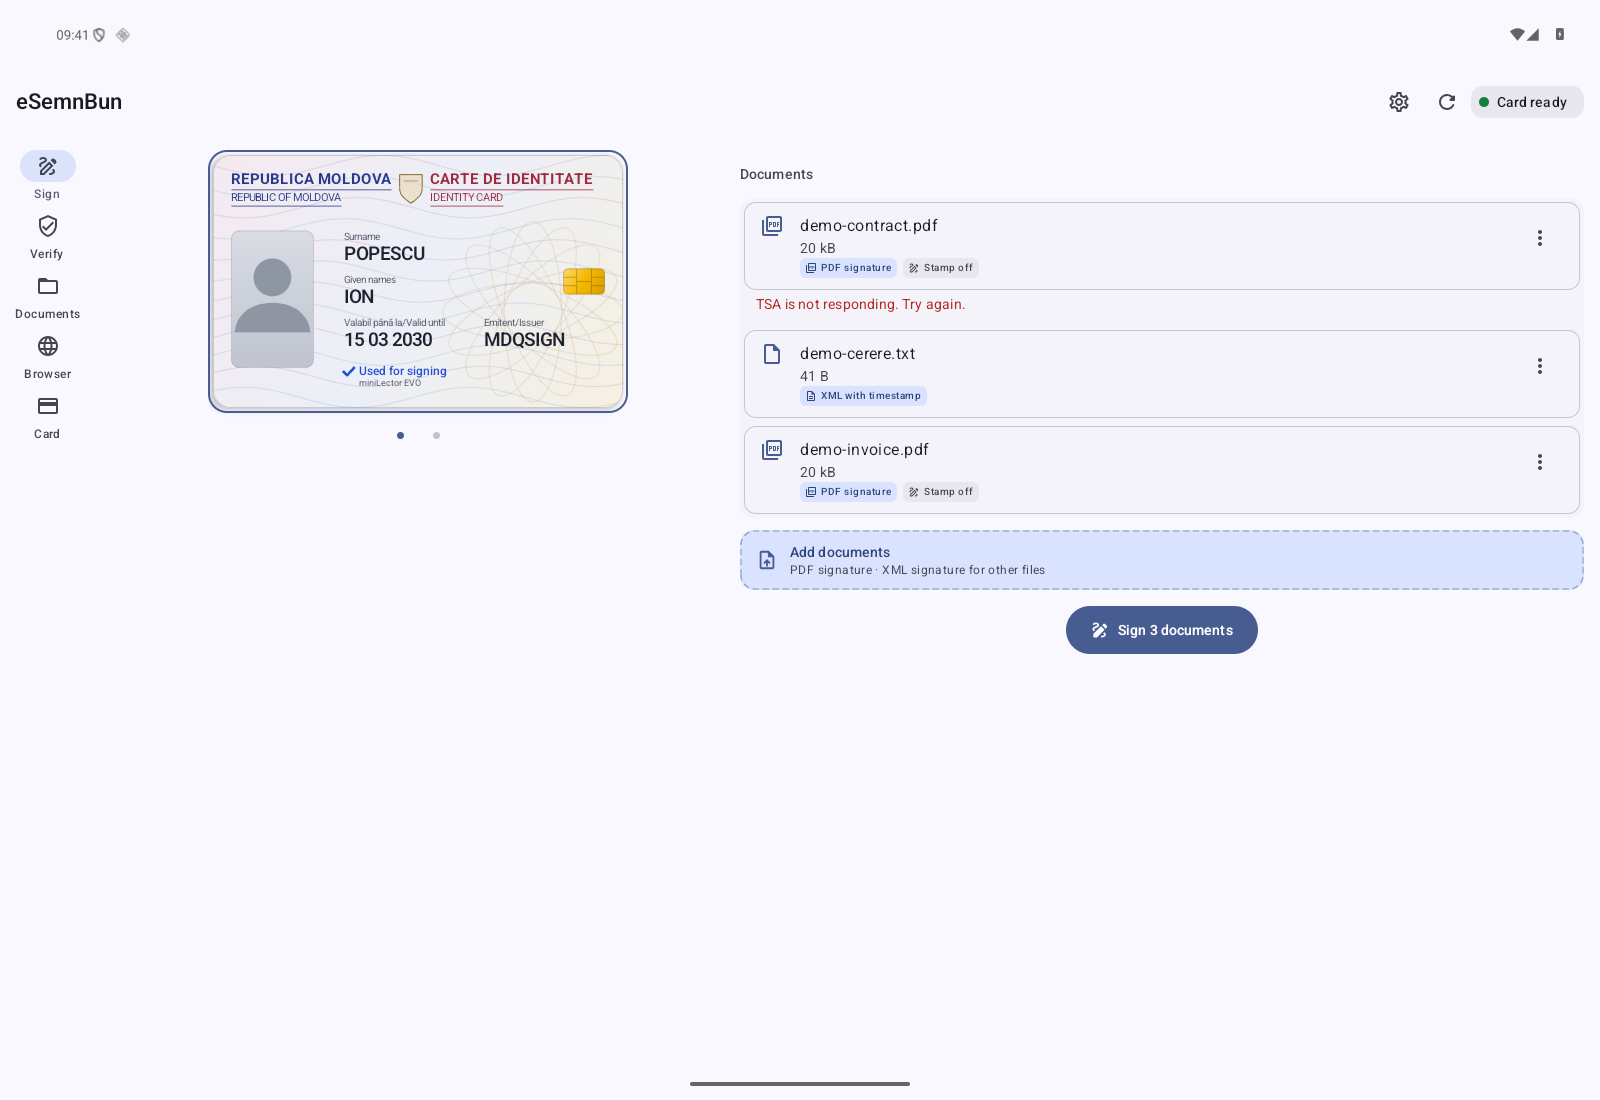 09:41
eSemnBun
Card ready
Sign
Verify
Documents
Browser
Card
REPUBLICA MOLDOVA
REPUBLIC OF MOLDOVA
CARTE DE IDENTITATE
IDENTITY CARD
Surname
POPESCU
Given names
ION
Valabil până la/Valid until
15 03 2030
Emitent/Issuer
MDQSIGN
Used for signing
miniLector EVO
Documents
demo-contract.pdf
20 kB
PDF signature
Stamp off
TSA is not responding. Try again.
demo-cerere.txt
41 B
XML with timestamp
demo-invoice.pdf
20 kB
PDF signature
Stamp off
Add documents
PDF signature · XML signature for other files
Sign 3 documents